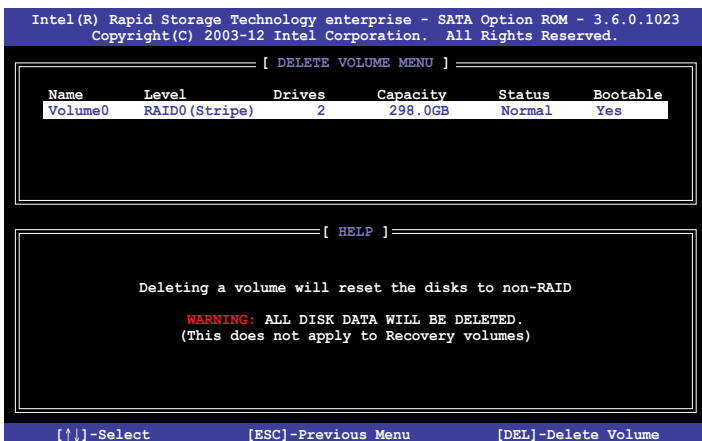 Intel(R) Rapid Storage Technology enterprise - SATA Option ROM - 3.6.0.1023
Copyright(C) 2003-12 Intel Corporation. All Rights Reserved.
[ DELETE VOLUME MENU ]
Name Level Drives Capacity Status Bootable
Volume0 RAID0(Stripe) 2 298.0GB Normal Yes
[ HELP ]
Deleting a volume will reset the disks to non-RAID
WARNING: ALL DISK DATA WILL BE DELETED.
(This does not apply to Recovery volumes)
[↑↓]-Select [ESC]-Previous Menu [DEL]-Delete Volume